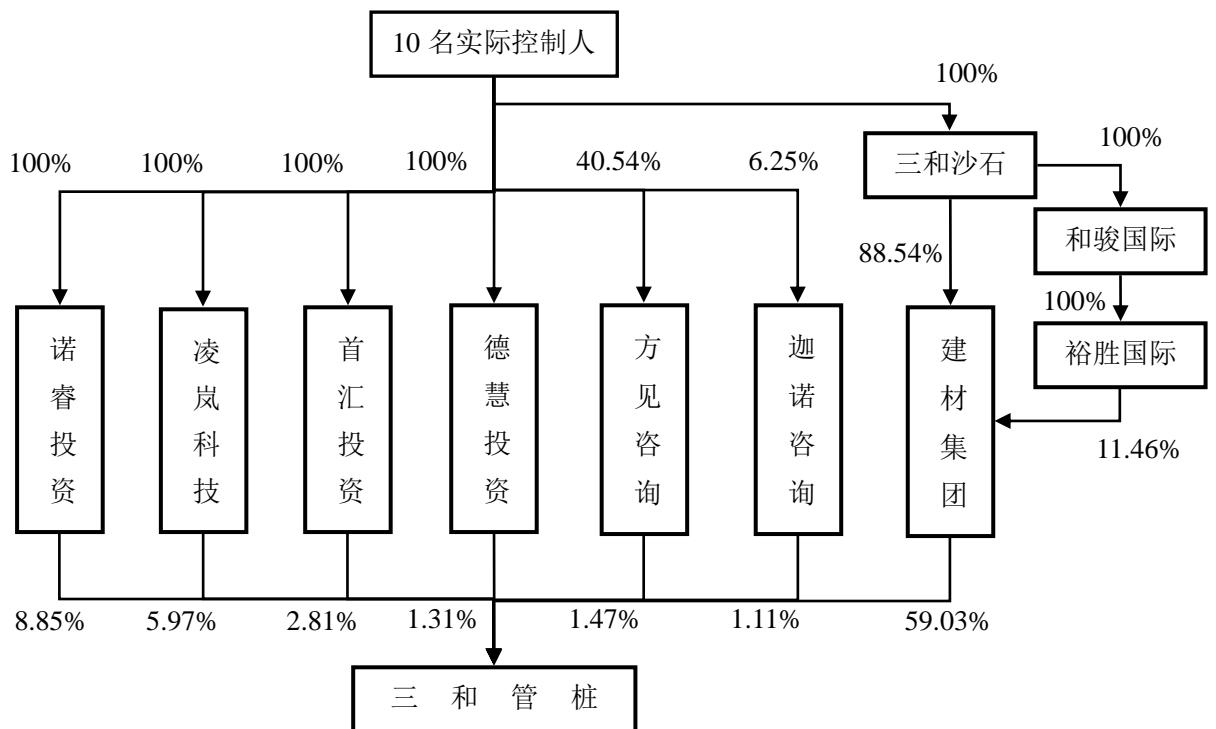 10 名实际控制人
100%
100%
100%
100%
100%
100%
40.54%
6.25%
三和沙石
88.54%
和骏国际
100%
诺睿投资
凌岚科技
首汇投资
德慧投资
方见咨询
迦诺咨询
建材集团
裕胜国际
11.46%
8.85%
5.97%
2.81%
1.31%
1.47%
1.11%
59.03%
三 和 管 桩